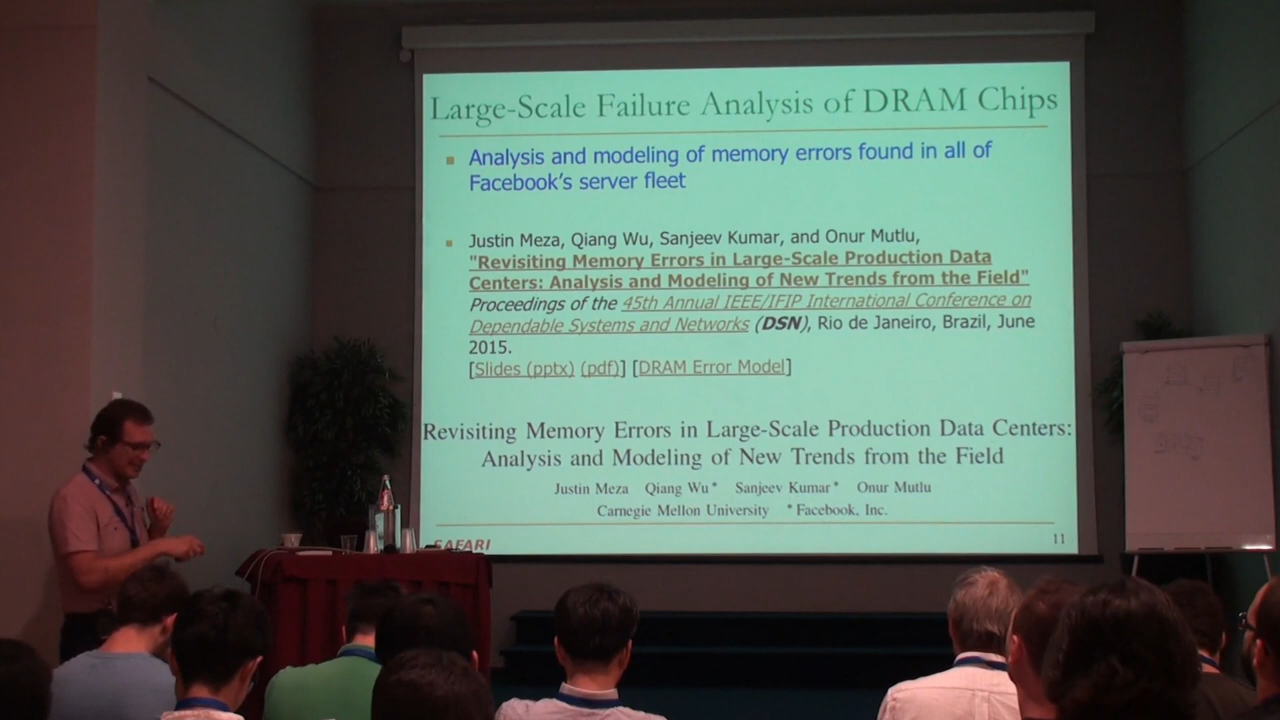 Large-Scale Failure Analysis of DRAM Chips
Analysis and modeling of memory errors found in all of
Facebook's server fleet
Justin Meza, Qiang Wu, Sanjeev Kumar, and Onur Mutlu,
"Revisiting Memory Errors in Large-Scale Production Data
Centers: Analysis and Modeling of New Trends from the Field"
Proceedings of the 45th Annual IEEE/IFIP International Conference on
Dependable Systems and Networks (DSN), Rio de Janeiro, Brazil, June
2015.
[Slides (pptx) (pdf)] [DRAM Error Model]
Revisiting Memory Errors in Large-Scale Production Data Centers:
Analysis and Modeling of New Trends from the Field
Justin Meza Qiang Wu* Sanjeev Kumar* Onur Mutlu
Carnegie Mellon University *Facebook, Inc.
SAFARI
11